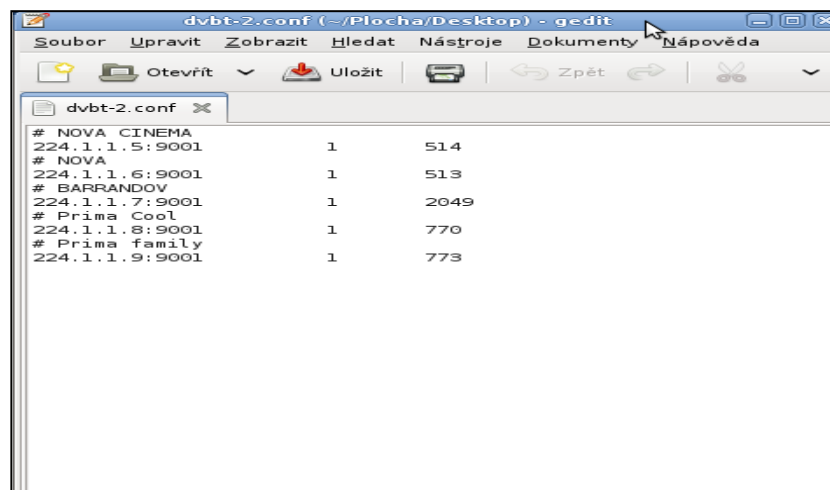 dvbt-2.conf (~/Plocha/Desktop) - gedit
Soubor Upravit Zobrazit Hledat Nástroje Dokumenty Nápověda
Otevřít Uložit Zpět
dvbt-2.conf
# NOVA CINEMA
224.1.1.5:9001 1 514
# NOVA
224.1.1.6:9001 1 513
# BARRANDOV
224.1.1.7:9001 1 2049
# Prima Cool
224.1.1.8:9001 1 770
# Prima family
224.1.1.9:9001 1 773